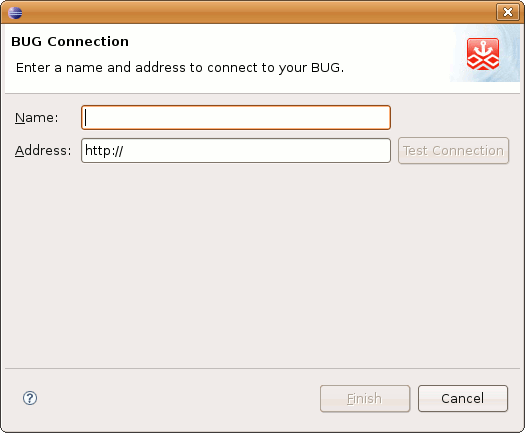 BUG Connection
Enter a name and address to connect to your BUG.
Name:
Address: http:// Test Connection
? Finish Cancel